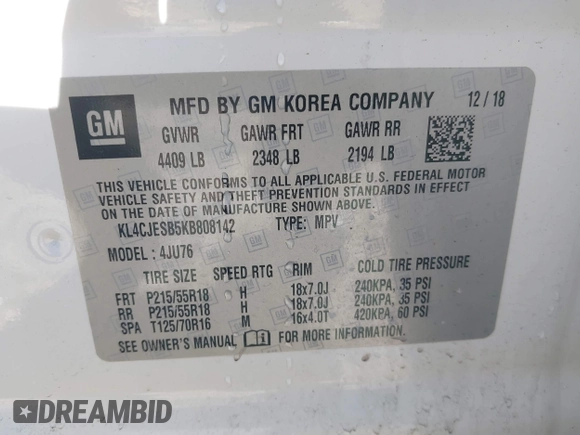 GM
MFD BY GM KOREA COMPANY 12/18
GVWR GAWR FRT GAWR RR
4409 LB 2348 LB 2194 LB
THIS VEHICLE CONFORMS TO ALL APPLICABLE U.S. FEDERAL MOTOR
VEHICLE SAFETY AND THEFT PREVENTION STANDARDS IN EFFECT
ON THE DATE OF MANUFACTURE SHOWN ABOVE.
KL4CJESB5KB808142 TYPE: MPV
MODEL: 4JU76
TIRE SIZE SPEED RTG RIM COLD TIRE PRESSURE
FRT P215/55R18 H 18x7.0J 240KPA, 35 PSI
RR P215/55R18 H 18x7.0J 240KPA, 35 PSI
SPA T125/70R16 M 16x4.0T 420KPA, 60 PSI
SEE OWNER'S MANUAL FOR MORE INFORMATION.
DREAMBID